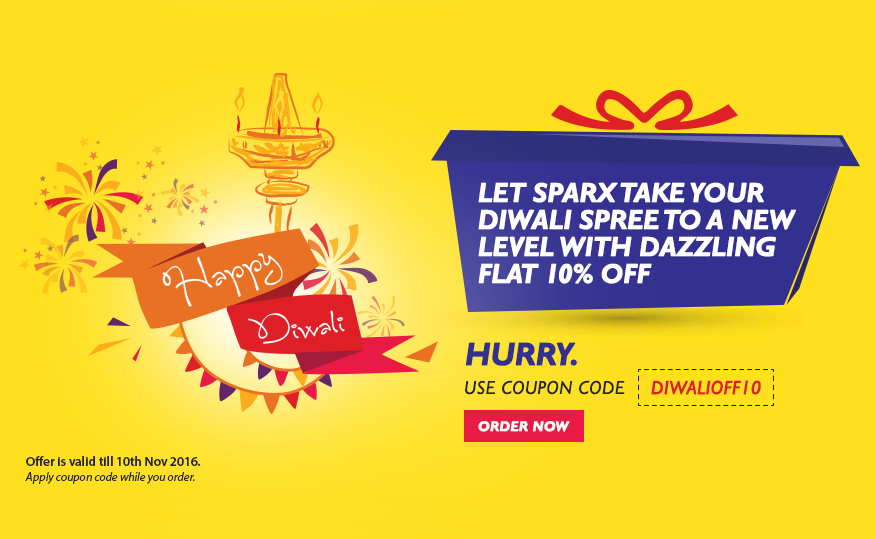 Happy
Diwali
LET SPARX TAKE YOUR
DIWALI SPREE TO A NEW
LEVEL WITH DAZZLING
FLAT 10% OFF
HURRY.
USE COUPON CODE DIWALIOFF10
ORDER NOW
Offer is valid till 10th Nov 2016.
Apply coupon code while you order.